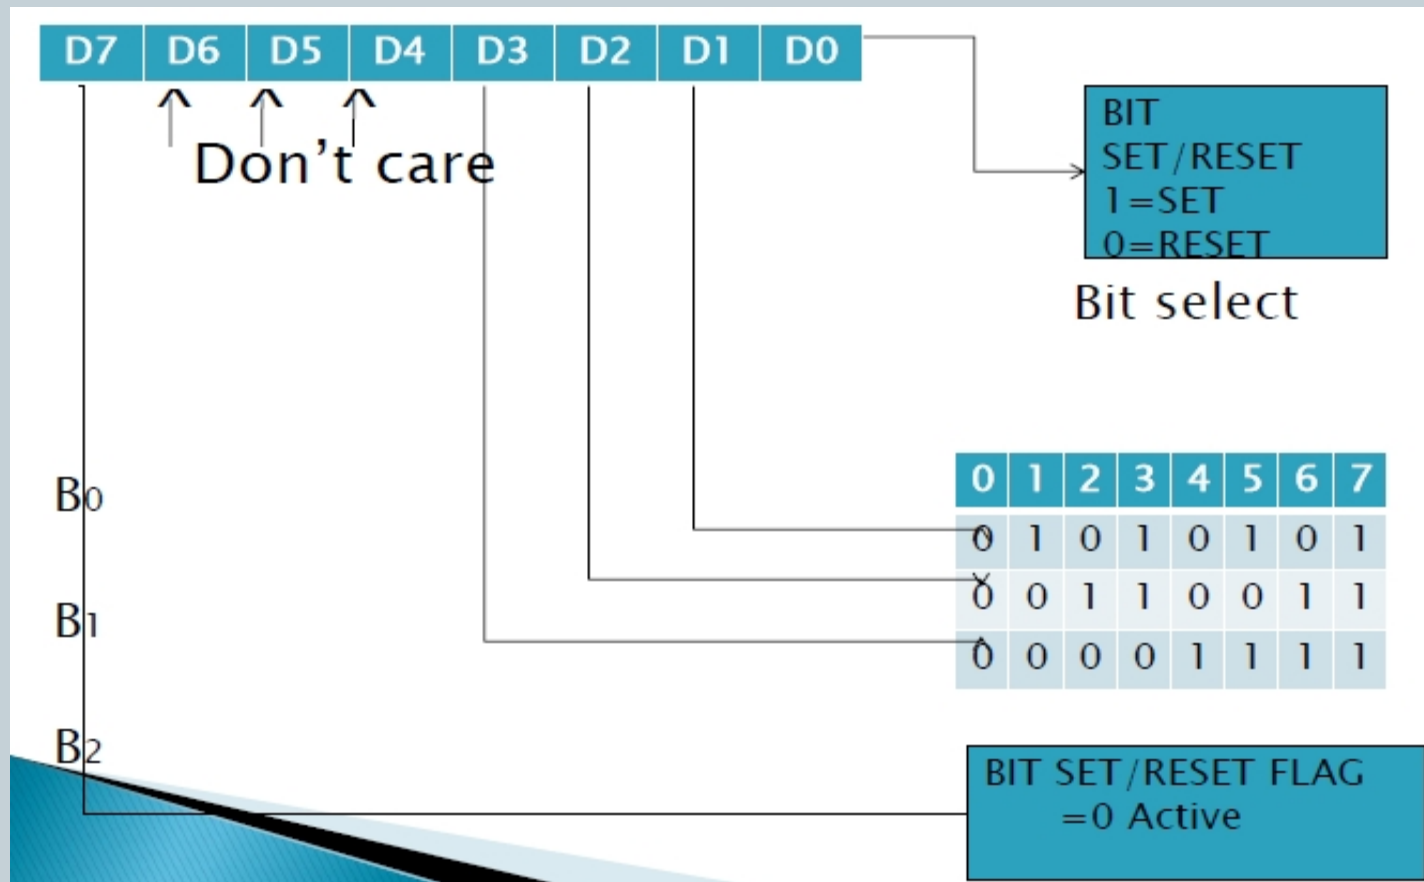 D7 D6 D5 D4 D3 D2 D1 D0
Don't care
BIT
SET/RESET
1=SET
0=RESET
Bit select
B0
B1
B2
0 1 2 3 4 5 6 7
0 1 0 1 0 1 0 1
0 0 1 1 0 0 1 1
0 0 0 0 1 1 1 1
BIT SET/RESET FLAG
=0 Active